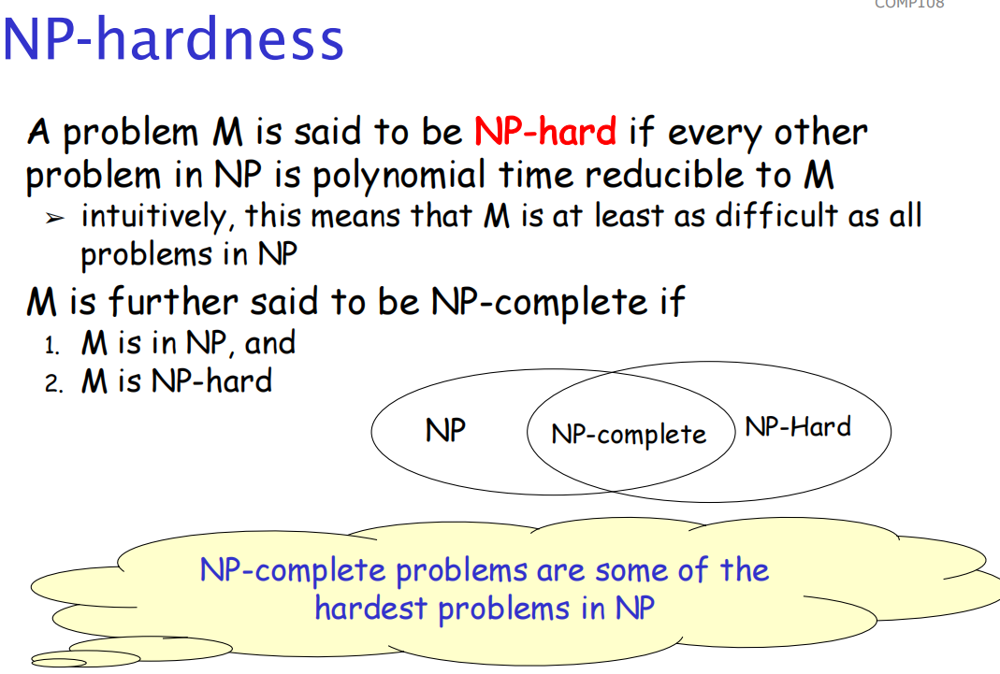 COMP108
NP-hardness
A problem M is said to be NP-hard if every other
problem in NP is polynomial time reducible to M
➢ intuitively, this means that M is at least as difficult as all
problems in NP
M is further said to be NP-complete if
1. M is in NP, and
2. M is NP-hard
NP
NP-complete
NP-Hard
NP-complete problems are some of the
hardest problems in NP